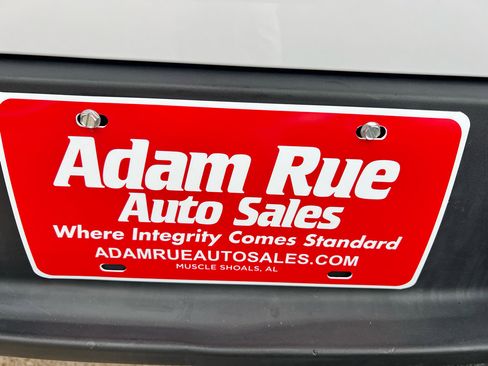 Adam Rue
Auto Sales
Where Integrity Comes Standard
ADAMRUEAUTOSALES.COM
MUSCLE SHOALS, AL